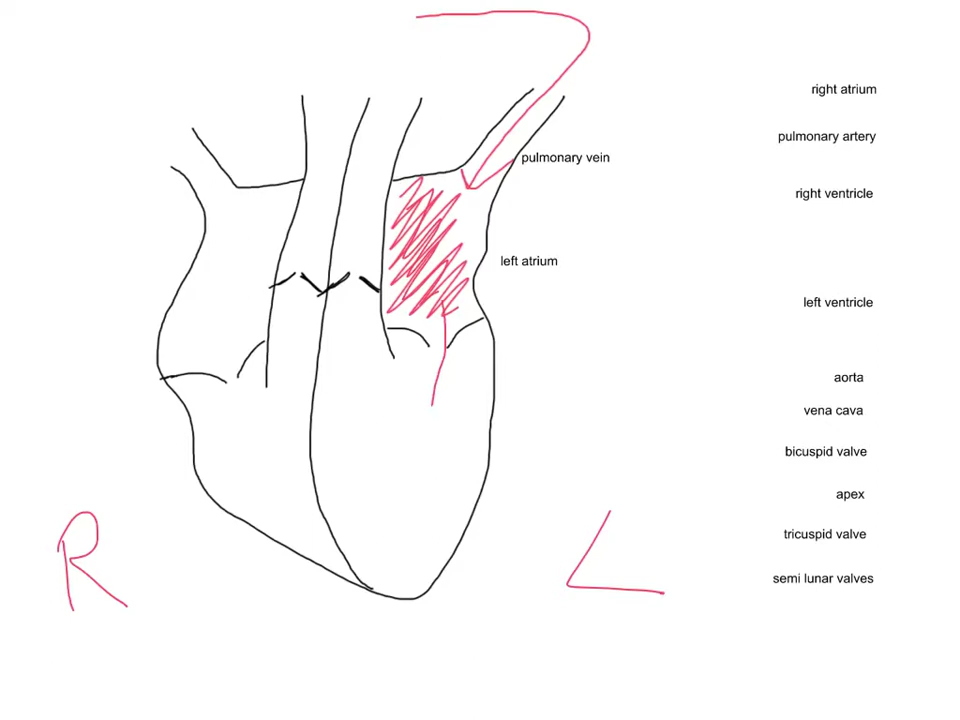 right atrium
pulmonary artery
pulmonary vein
right ventricle
left atrium
left ventricle
aorta
vena cava
bicuspid valve
apex
tricuspid valve
semi lunar valves
R
L